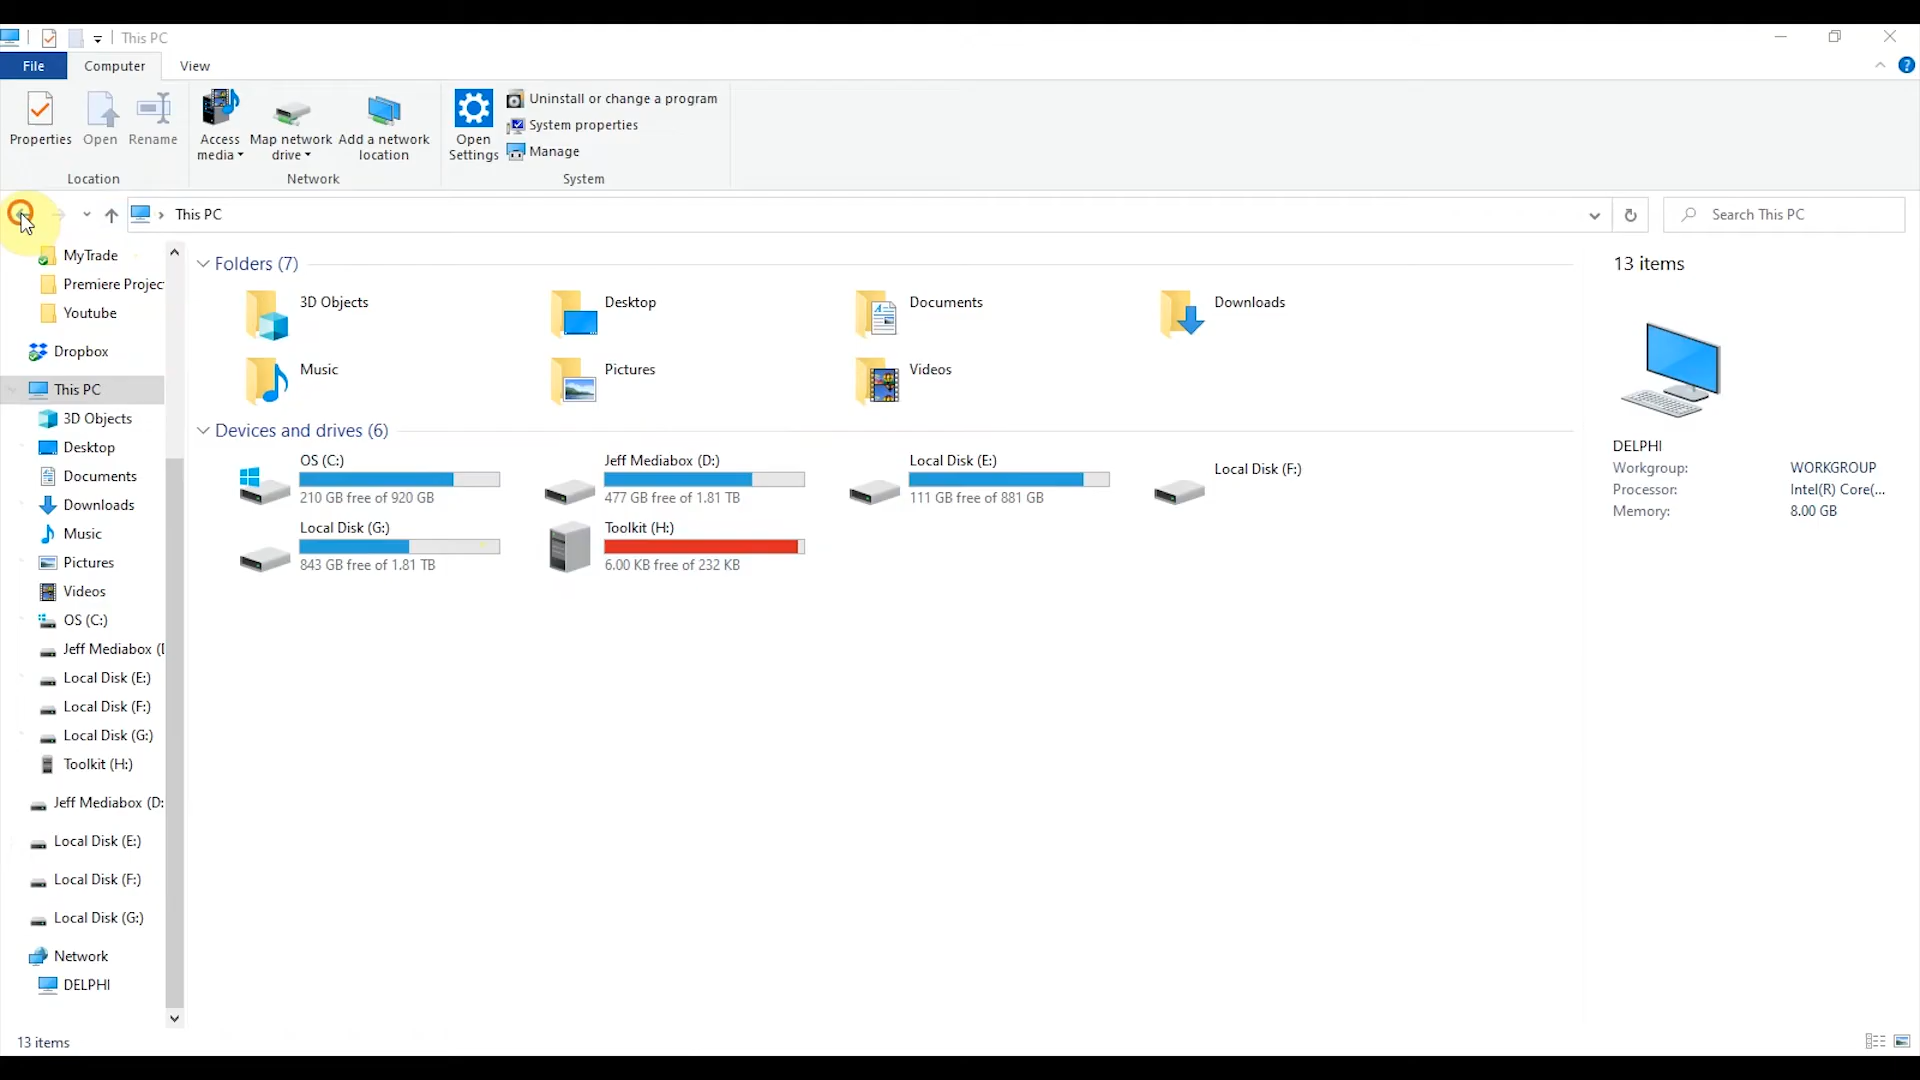 This PC
File
Computer
View
Properties
Open
Rename
Access
media
Map network
drive
Add a network
location
Open
Settings
Uninstall or change a program
System properties
Manage
Location
Network
System
This PC
Search This PC
MyTrade
Premiere Projec
Youtube
Dropbox
This PC
3D Objects
Desktop
Documents
Downloads
Music
Pictures
Videos
OS (C:)
Jeff Mediabox (
Local Disk (E:)
Local Disk (F:)
Local Disk (G:)
Toolkit (H:)
Jeff Mediabox (D:
Local Disk (E:)
Local Disk (F:)
Local Disk (G:)
Network
DELPHI
Folders (7)
3D Objects
Desktop
Documents
Downloads
Music
Pictures
Videos
Devices and drives (6)
OS (C:)
210 GB free of 920 GB
Jeff Mediabox (D:)
477 GB free of 1.81 TB
Local Disk (E:)
111 GB free of 881 GB
Local Disk (F:)
Local Disk (G:)
843 GB free of 1.81 TB
Toolkit (H:)
6.00 KB free of 232 KB
13 items
DELPHI
Workgroup: WORKGROUP
Processor: Intel(R) Core(...
Memory: 8.00 GB
13 items